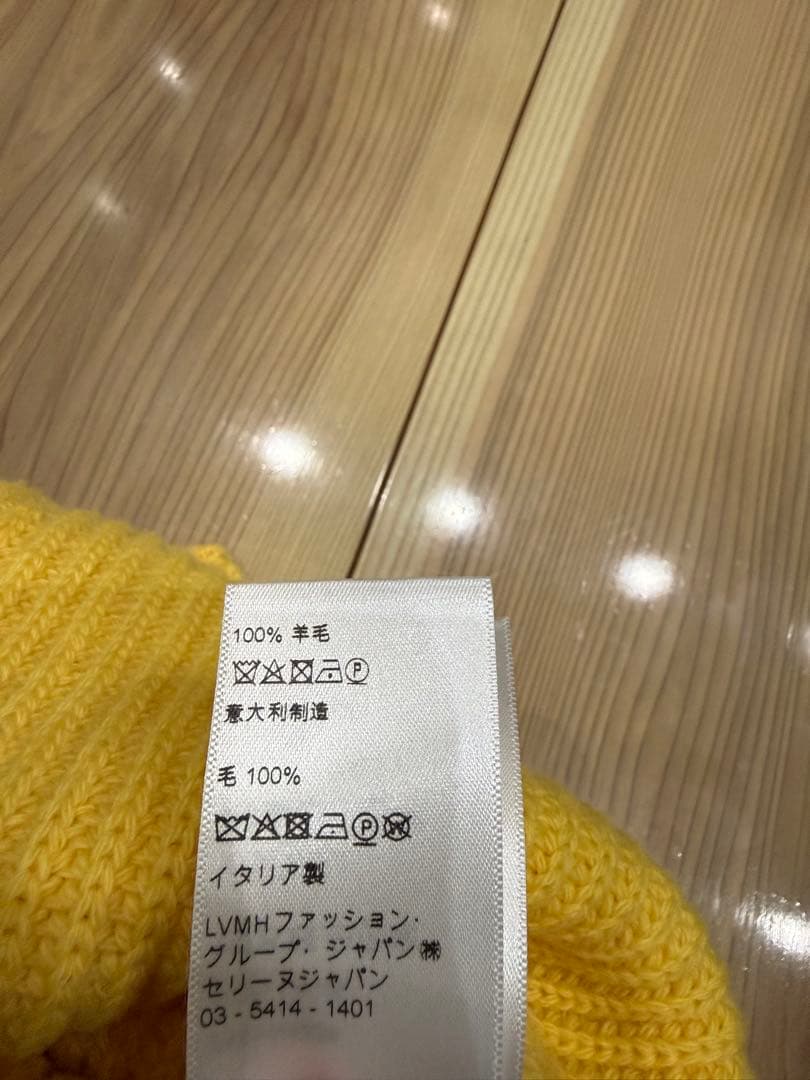 100% 羊毛
意大利制造
毛 100%
イタリア製
LVMHファッション・
グループ・ジャパン㈱
セリーヌジャパン
03 - 5414 - 1401